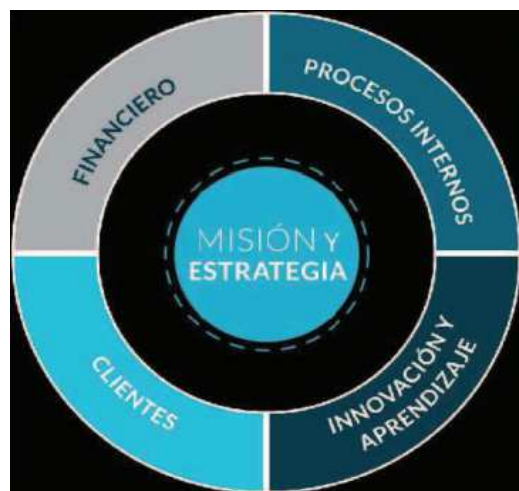 FINANCIERO
PROCESOS INTERNOS
MISIÓN Y
ESTRATEGIA
CLIENTES
INNOVACIÓN Y
APRENDIZAJE